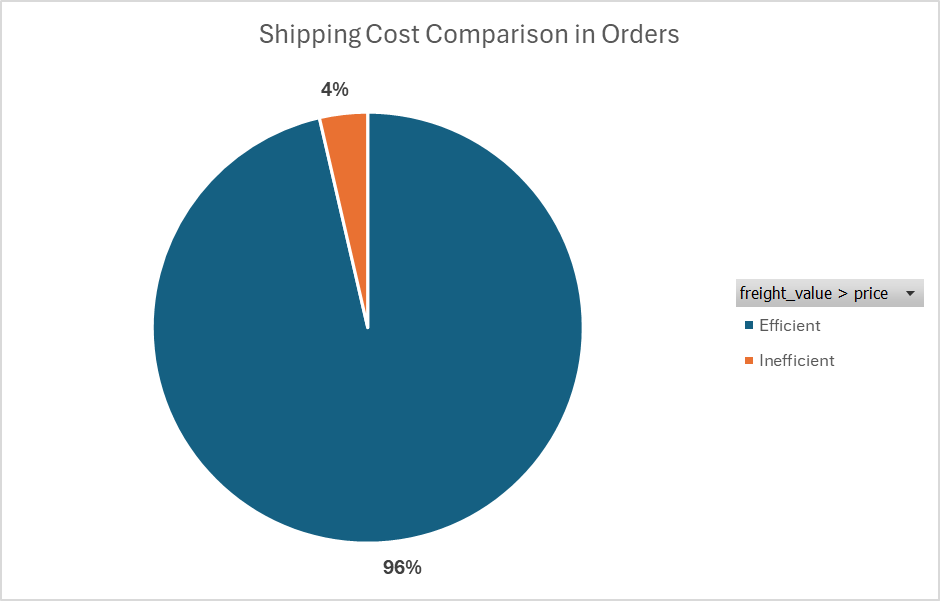 Shipping Cost Comparison in Orders
4%
freight_value > price
Efficient
Inefficient
96%